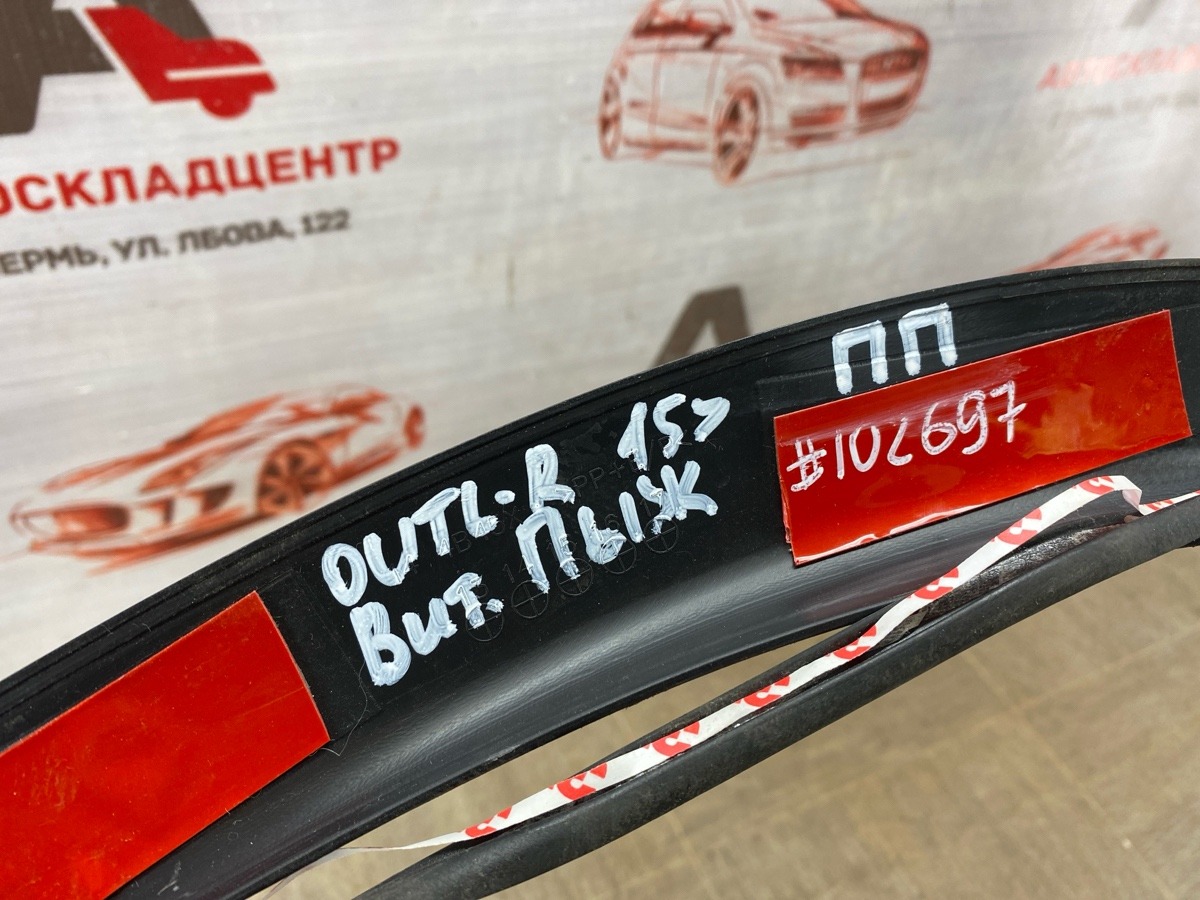 ОСКЛАДЦЕНТР
ЕРМЬ, УЛ. ЛБОВА, 122
ПП
#102697
OUTL-R 15>
Вит. Пыж